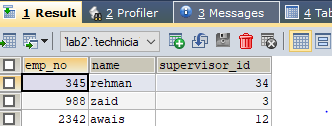 1 Result 2 Profiler 3 Messages 4 Tabl
`lab2`.`technicia
emp_no name supervisor_id
345 rehman 34
988 zaid 3
2342 awais 12